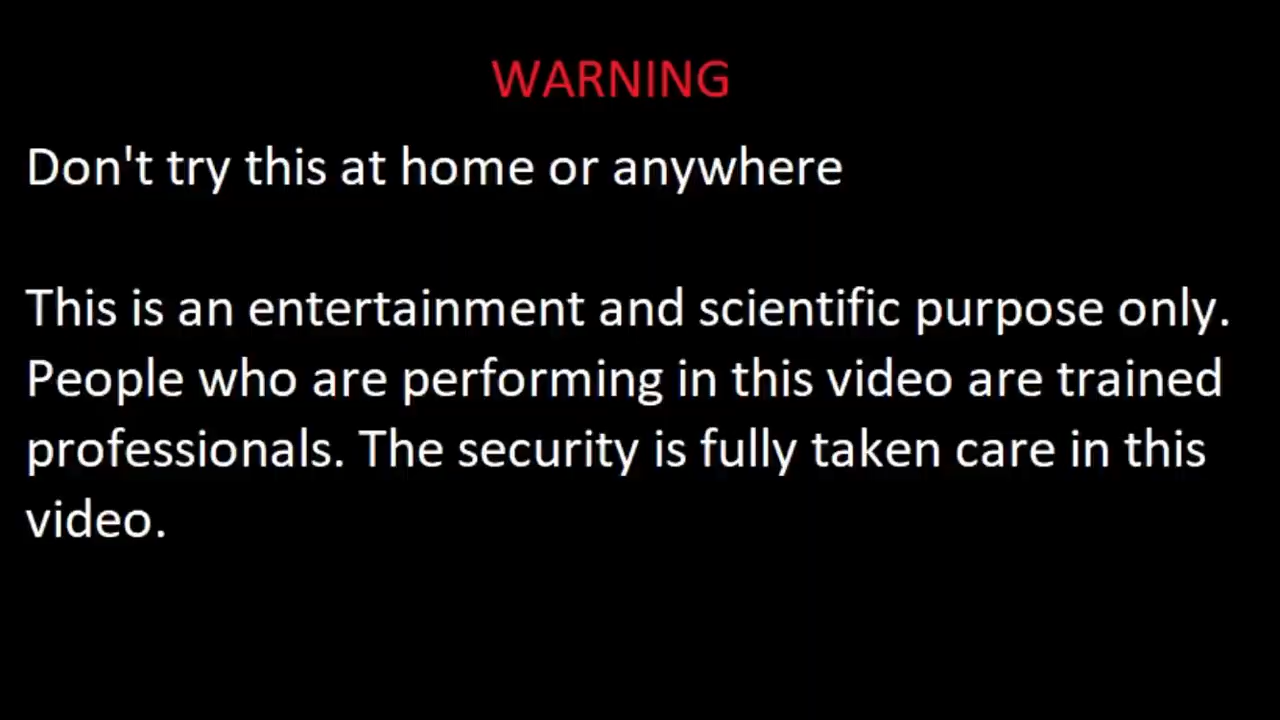 WARNING
Don't try this at home or anywhere
This is an entertainment and scientific purpose only.
People who are performing in this video are trained
professionals. The security is fully taken care in this
video.